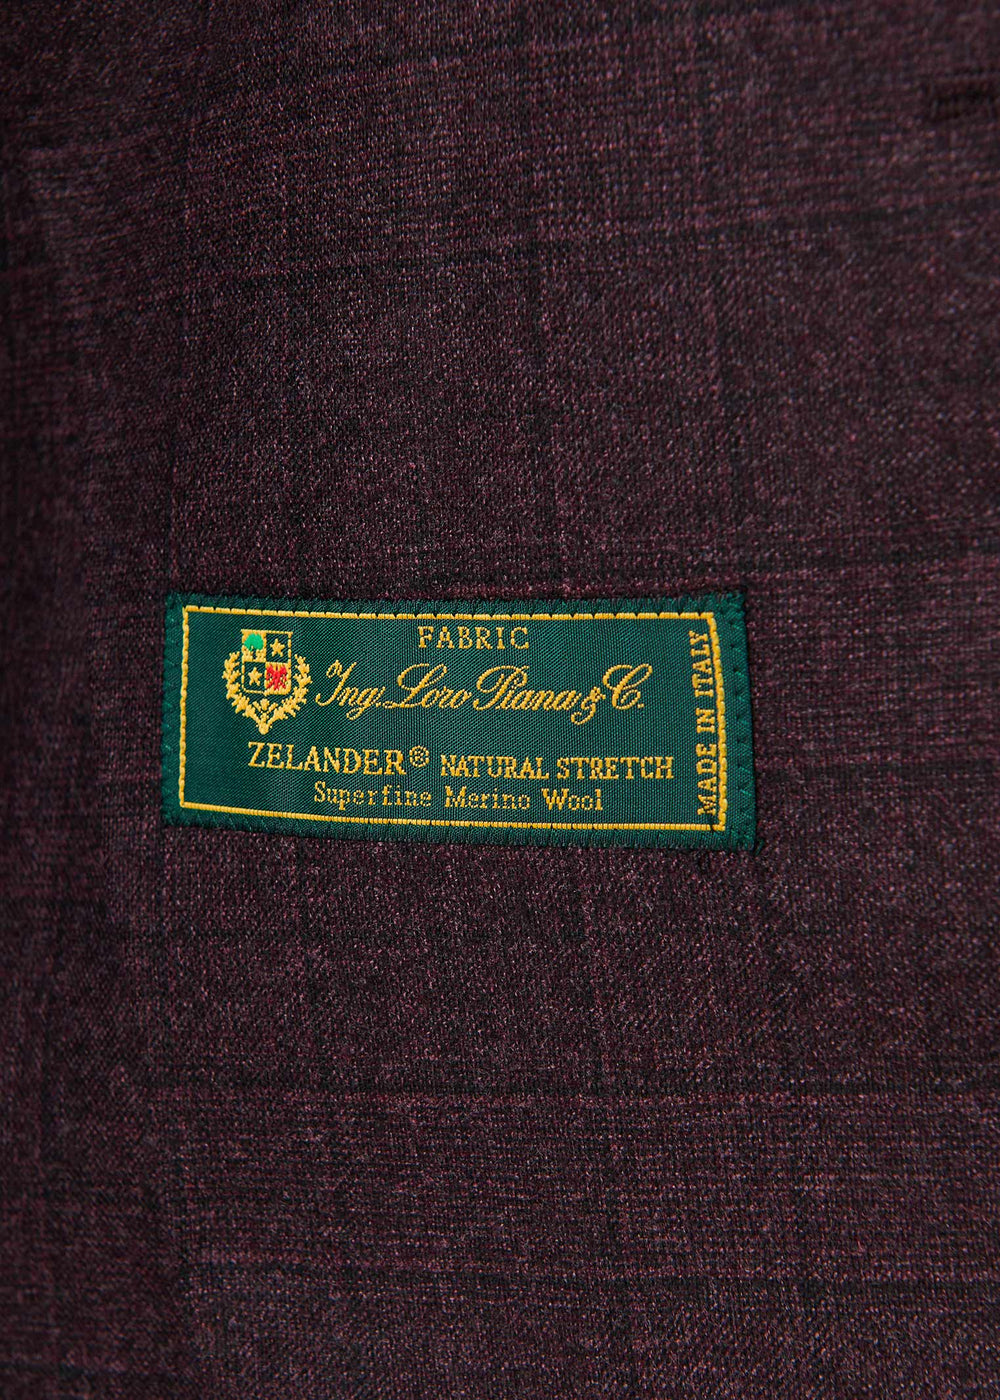 FABRIC
Ing. Loro Piana & C.
ZELANDER® NATURAL STRETCH
Superfine Merino Wool
MADE IN ITALY